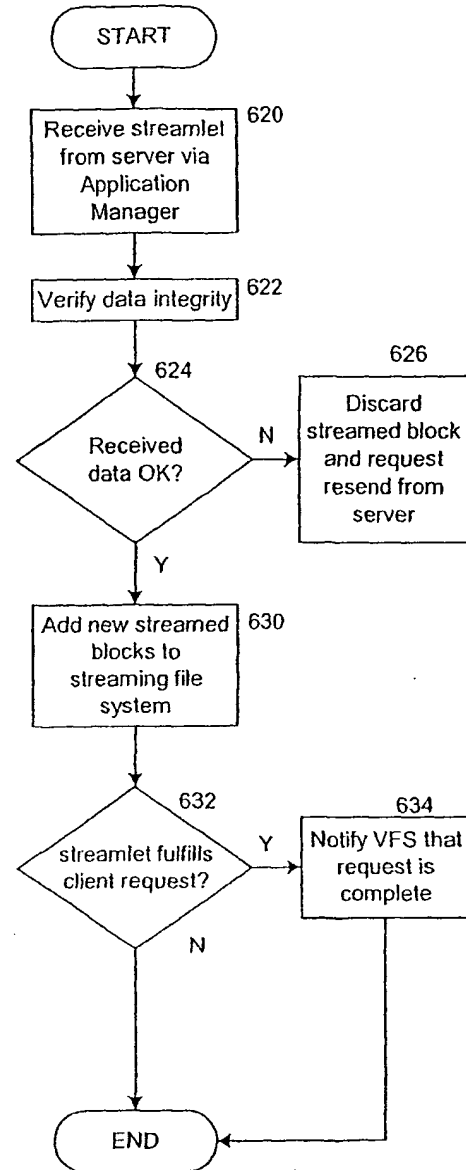 START
620
Receive streamlet
from server via
Application
Manager
Verify data integrity
622
624
626
Received
data OK?
N
Discard
streamed block
and request
resend from
server
Y
Add new streamed
blocks to
streaming file
system
630
632
634
streamlet fulfills
client request?
Y
Notify VFS that
request is
complete
N
END